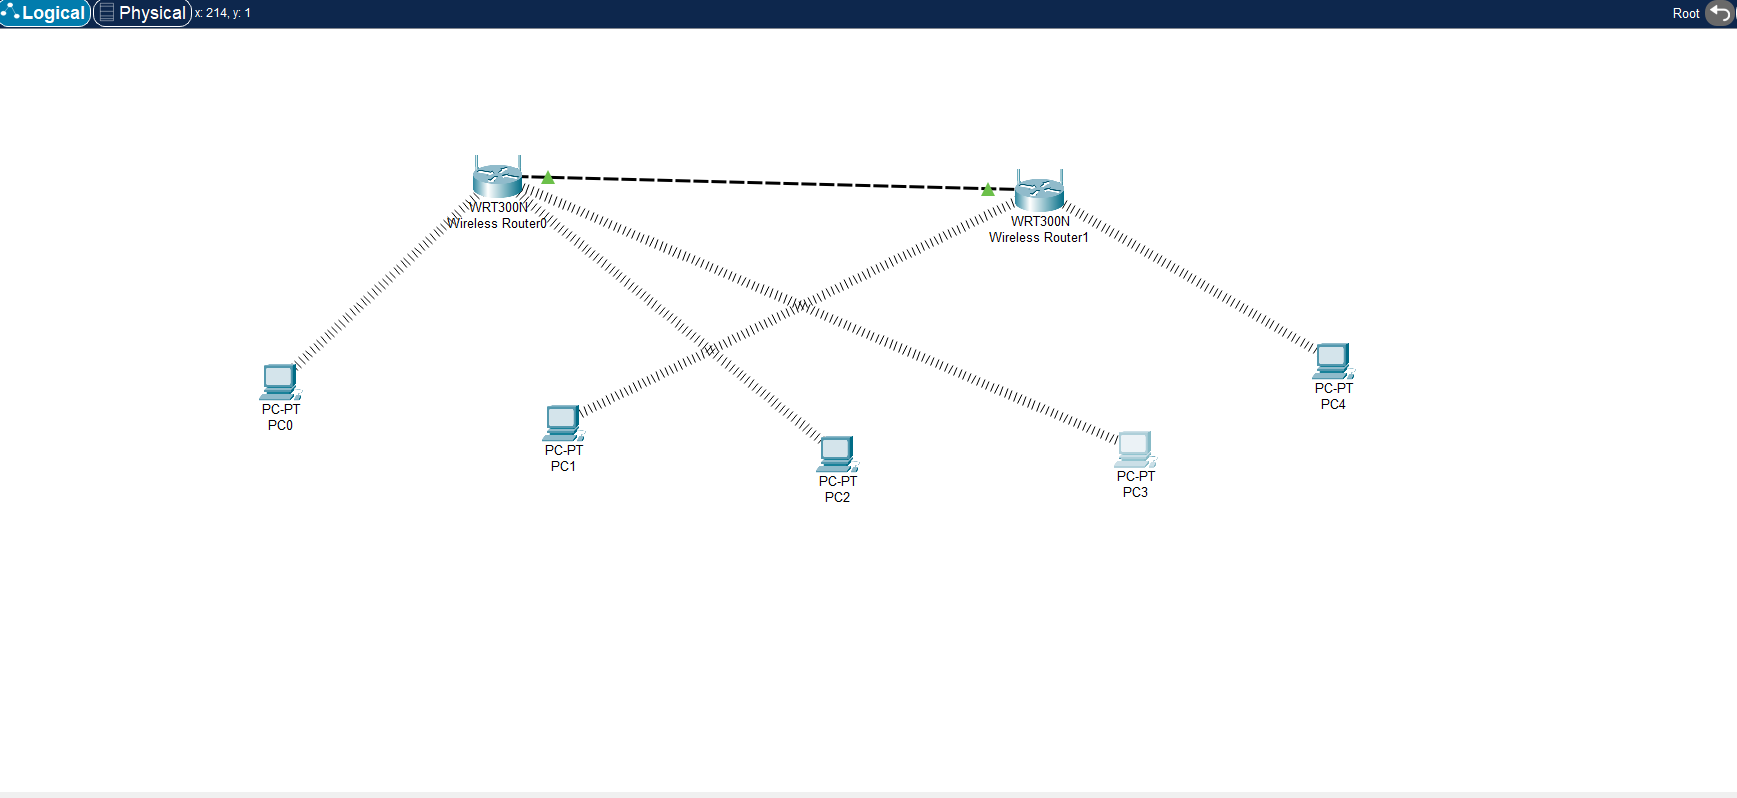 Logical Physical x: 214, y: 1 Root
WRT300N
Wireless Router0
WRT300N
Wireless Router1
PC-PT
PC0
PC-PT
PC1
PC-PT
PC2
PC-PT
PC3
PC-PT
PC4